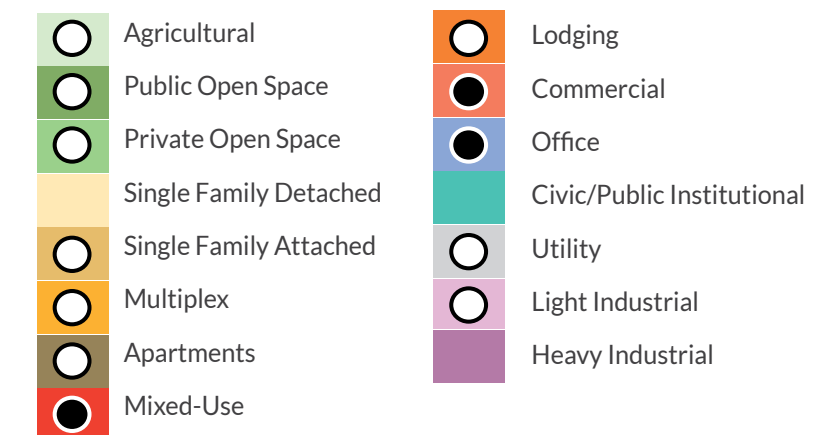 Agricultural
Public Open Space
Private Open Space
Single Family Detached
Single Family Attached
Multiplex
Apartments
Mixed-Use
Lodging
Commercial
Office
Civic/Public Institutional
Utility
Light Industrial
Heavy Industrial